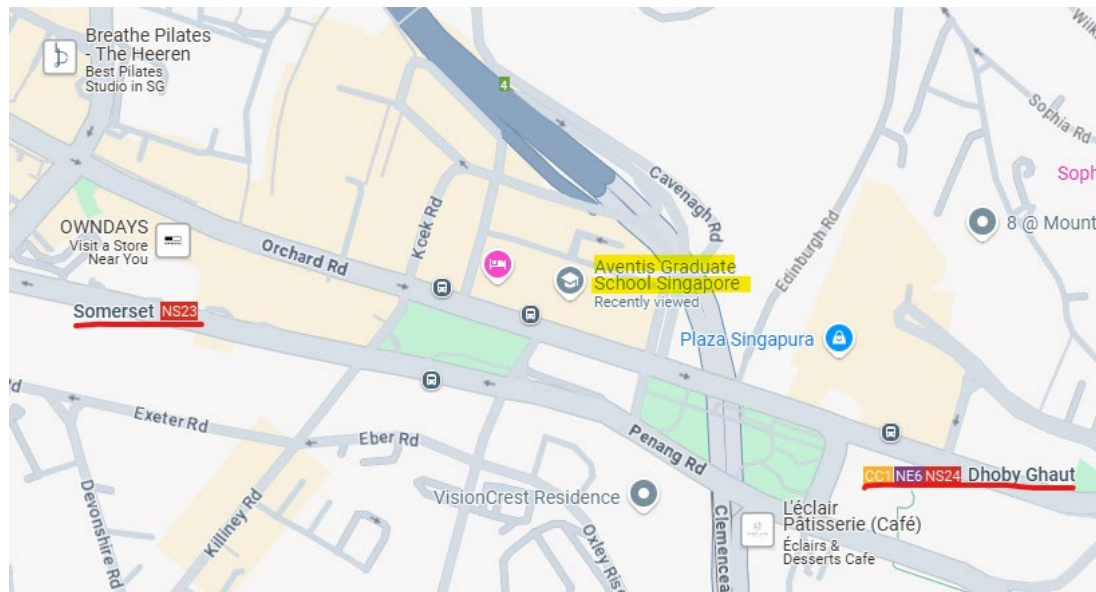 Breathe Pilates
- The Heeren
Best Pilates
Studio in SG
4
Sophia Rd
Soph
8 @ Mount
Cavenagh Rd
Edinburgh Rd
Koek Rd
OWNDAYS
Visit a Store
Near You
Orchard Rd
Aventis Graduate
School Singapore
Recently viewed
Somerset NS23
Plaza Singapura
Exeter Rd
Eber Rd
Penang Rd
CC1 NE6 NS24 Dhoby Ghaut
Devonshire Rd
Killiney Rd
VisionCrest Residence
Oxley Rise
Clemencea
L'éclair
Pâtisserie (Café)
Éclairs &
Desserts Cafe